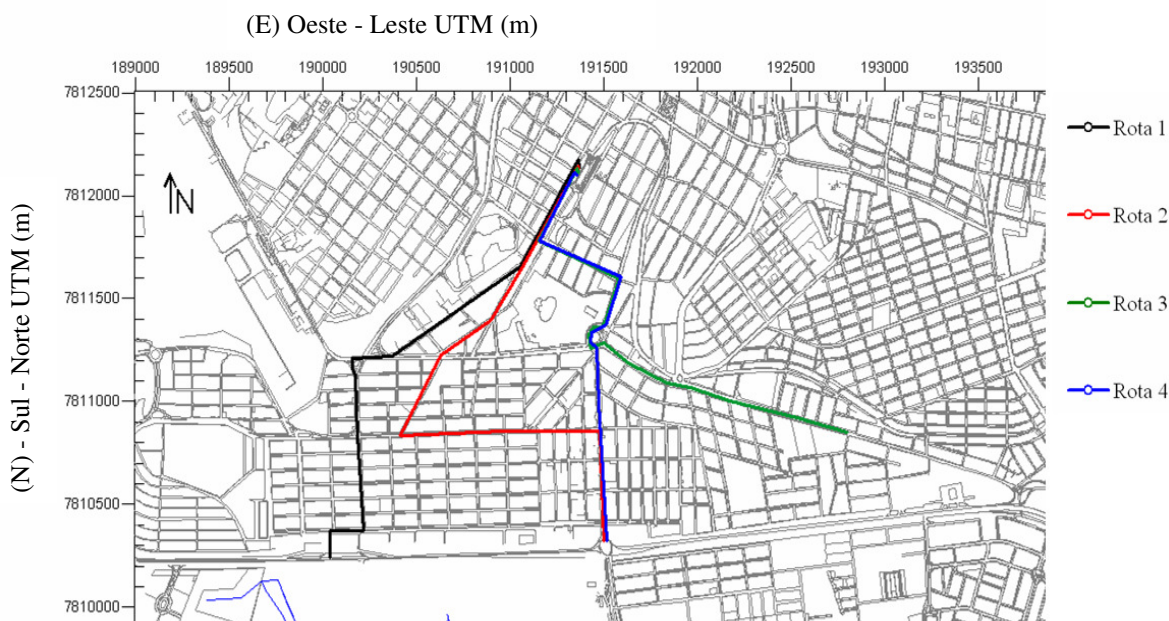 (E) Oeste - Leste UTM (m)
189000 189500 190000 190500 191000 191500 192000 192500 193000 193500
7812500
7812000
7811500
7811000
7810500
7810000
(N) - Sul - Norte UTM (m)
N
Rota 1
Rota 2
Rota 3
Rota 4